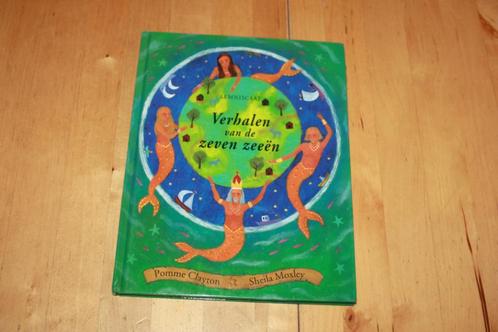 LEMNISCAAT
Verhalen
van de
zeven zeeën
Pomme Clayton Sheila Moxley